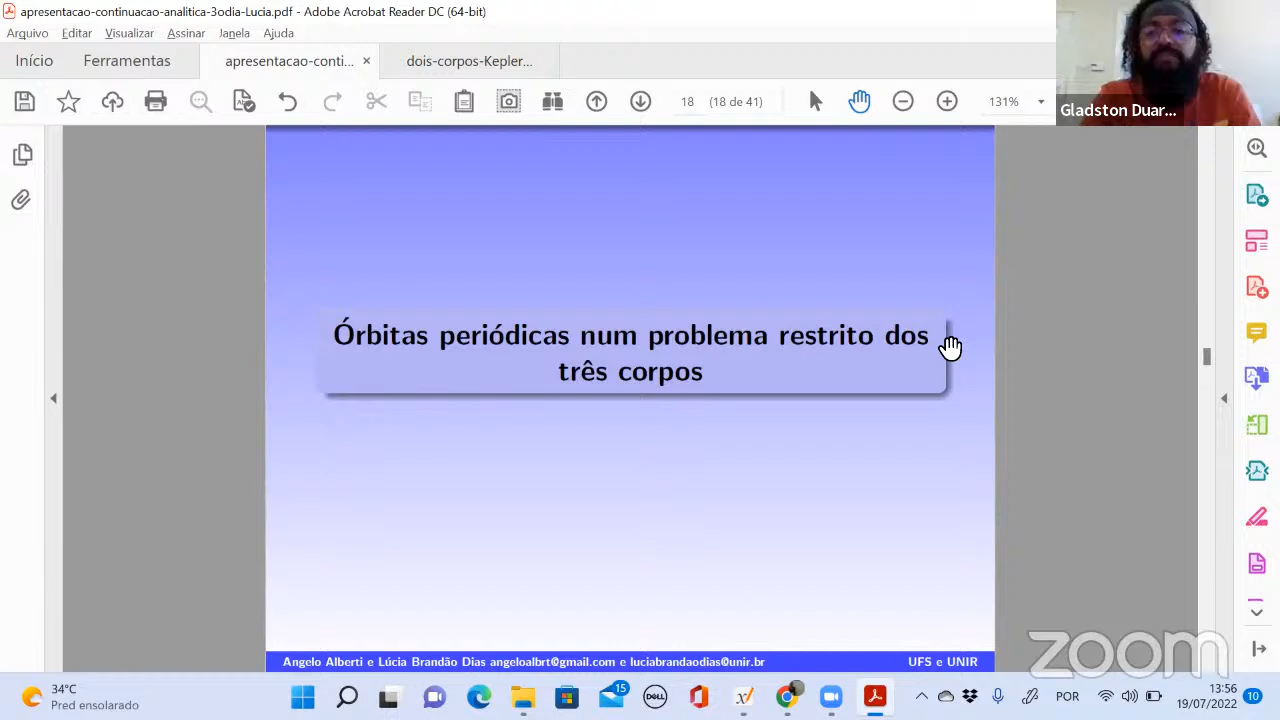 apresentacao-continuacao-analitica-3odia-Lucia.pdf - Adobe Acrobat Reader DC (64-bit)
Arquivo Editar Visualizar Assinar Janela Ajuda
Início Ferramentas apresentacao-conti... × dois-corpos-Kepler...
18 (18 de 41) 131%
Gladston Duar...
Órbitas periódicas num problema restrito dos
três corpos
Angelo Alberti e Lúcia Brandão Dias angeloalbrt@gmail.com e luciabrandaodias@unir.br UFS e UNIR
zoom
34°C
Pred ensolarado
15
DELL
POR
13:56
19/07/2022
10